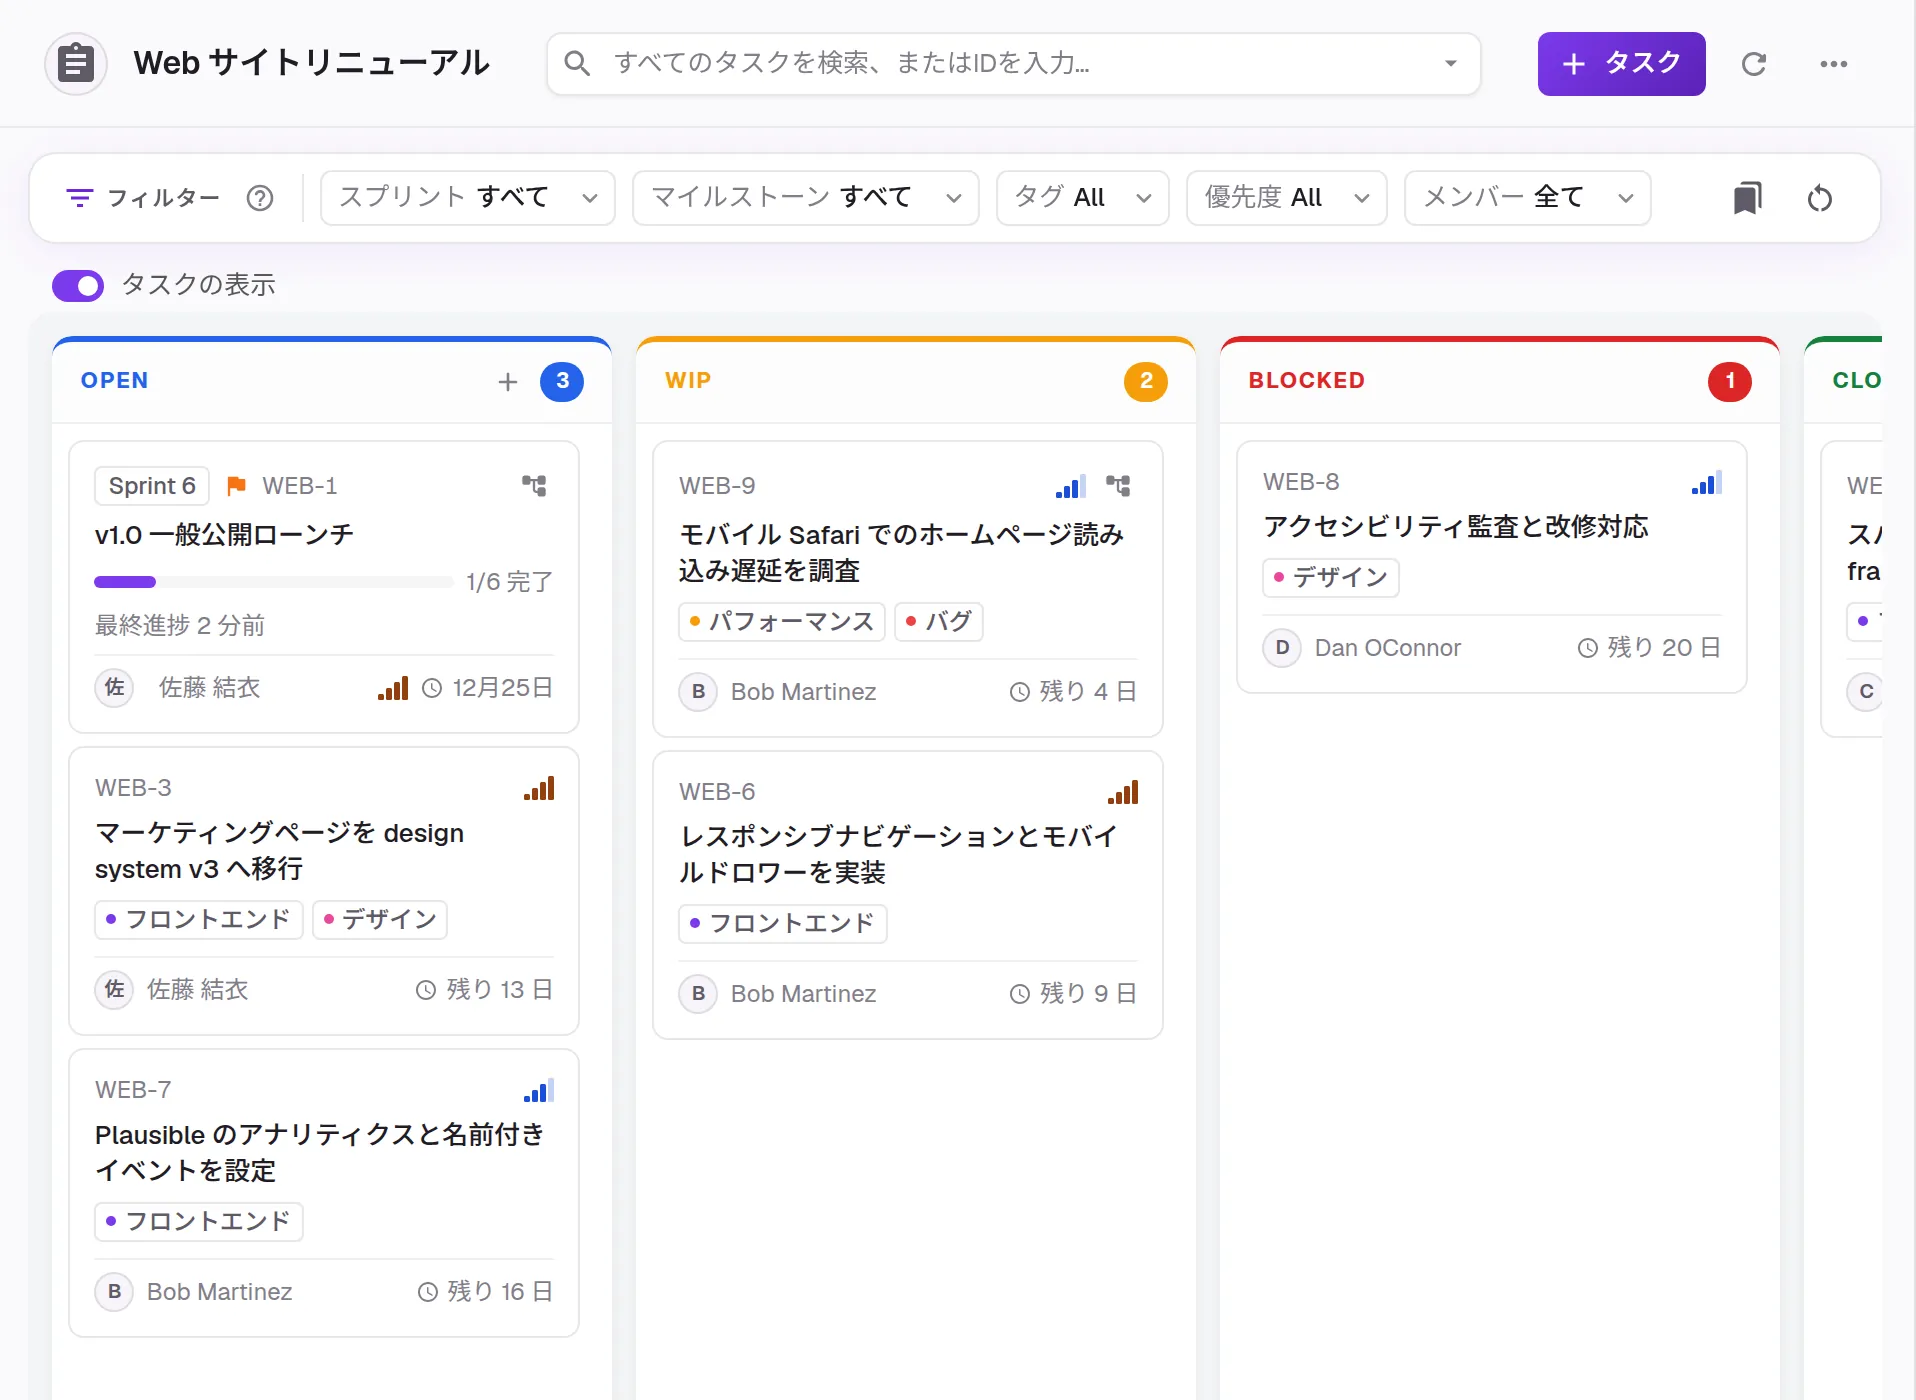 Web サイトリニューアル
すべてのタスクを検索、またはIDを入力...
タスク
フィルター
スプリント すべて
マイルストーン すべて
タグ All
優先度 All
メンバー 全て
タスクの表示
OPEN
3
Sprint 6
WEB-1
v1.0 一般公開ローンチ
1/6 完了
最終進捗 2 分前
佐
佐藤 結衣
12月25日
WEB-3
マーケティングページを design
system v3 へ移行
フロントエンド
デザイン
佐
佐藤 結衣
残り 13 日
WEB-7
Plausible のアナリティクスと名前付き
イベントを設定
フロントエンド
B
Bob Martinez
残り 16 日
WIP
2
WEB-9
モバイル Safari でのホームページ読み
込み遅延を調査
パフォーマンス
バグ
B
Bob Martinez
残り 4 日
WEB-6
レスポンシブナビゲーションとモバイ
ルドロワーを実装
フロントエンド
B
Bob Martinez
残り 9 日
BLOCKED
1
WEB-8
アクセシビリティ監査と改修対応
デザイン
D
Dan OConnor
残り 20 日
CLO
WE
fra
C